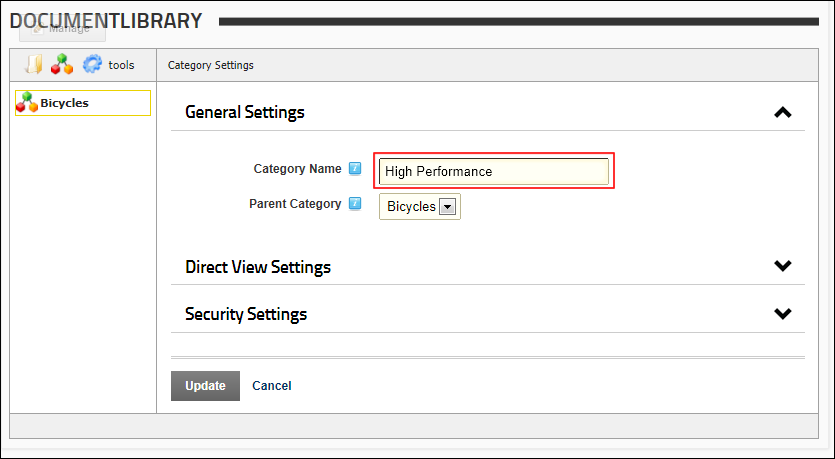 DOCUMENTLIBRARY
Manage
tools
Category Settings
Bicycles
General Settings
Category Name
High Performance
Parent Category
Bicycles
Direct View Settings
Security Settings
Update Cancel